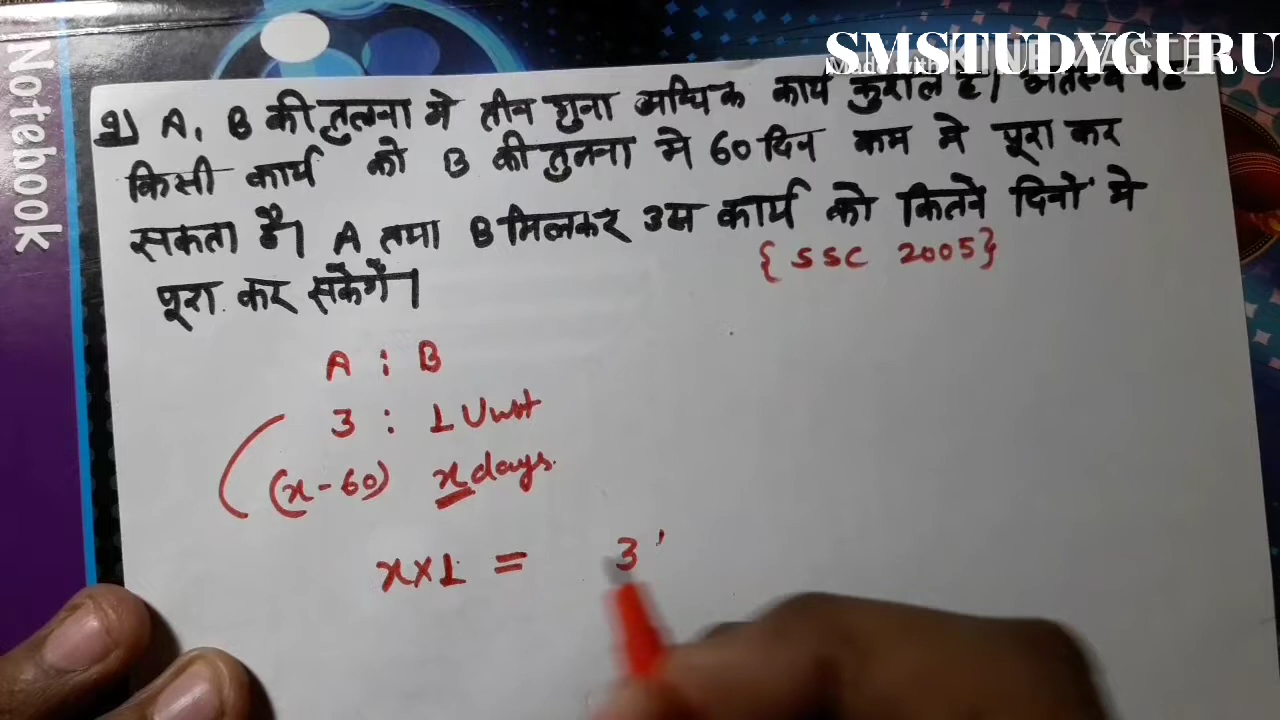 SMSTUDYGURU
Notebook
Q) A, B की तुलना मे तीन गुना अधिक कार्य कुशल है। अतएव वह
किसी कार्य को B की तुलना मे 60 दिन कम मे पूरा कर
सकता है। A तथा B मिलकर उस कार्य को कितने दिनो मे
{SSC 2005}
पूरा कर सकेगें।
A : B
3 : 1 Unit
(x-60) x days.
x×1 = 3